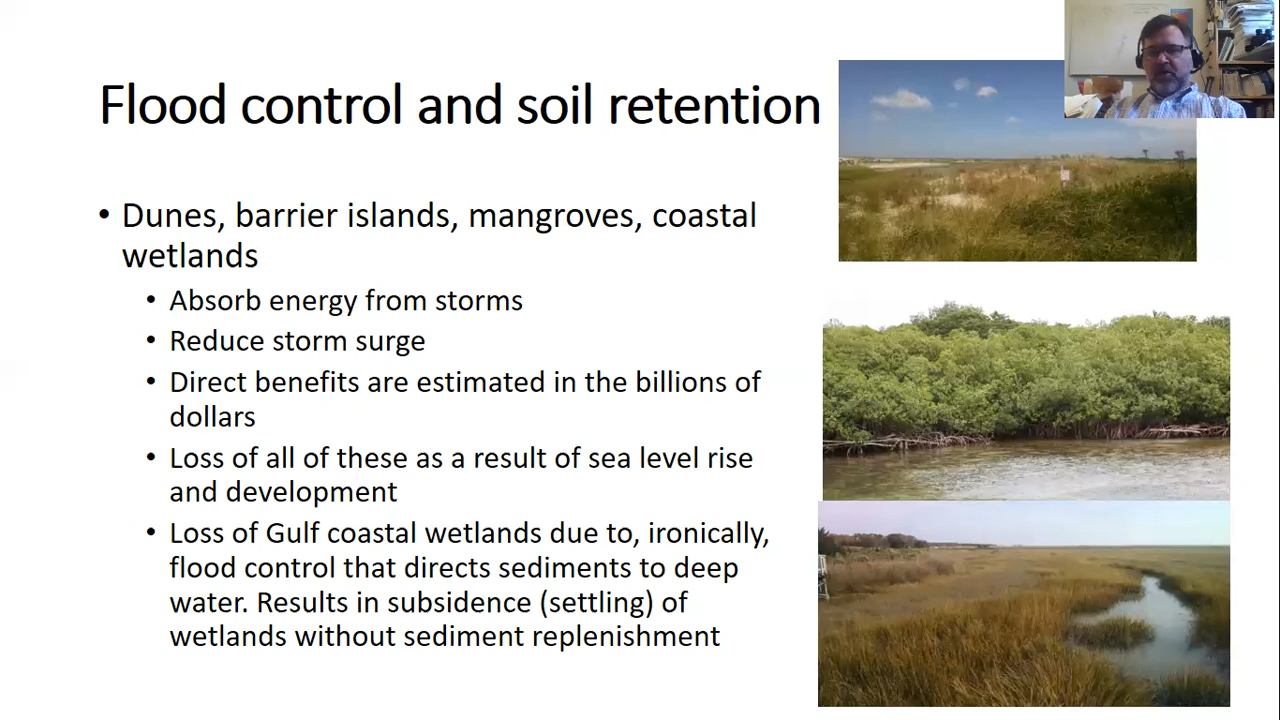 Flood control and soil retention
• Dunes, barrier islands, mangroves, coastal
wetlands
• Absorb energy from storms
• Reduce storm surge
• Direct benefits are estimated in the billions of
dollars
• Loss of all of these as a result of sea level rise
and development
• Loss of Gulf coastal wetlands due to, ironically,
flood control that directs sediments to deep
water. Results in subsidence (settling) of
wetlands without sediment replenishment